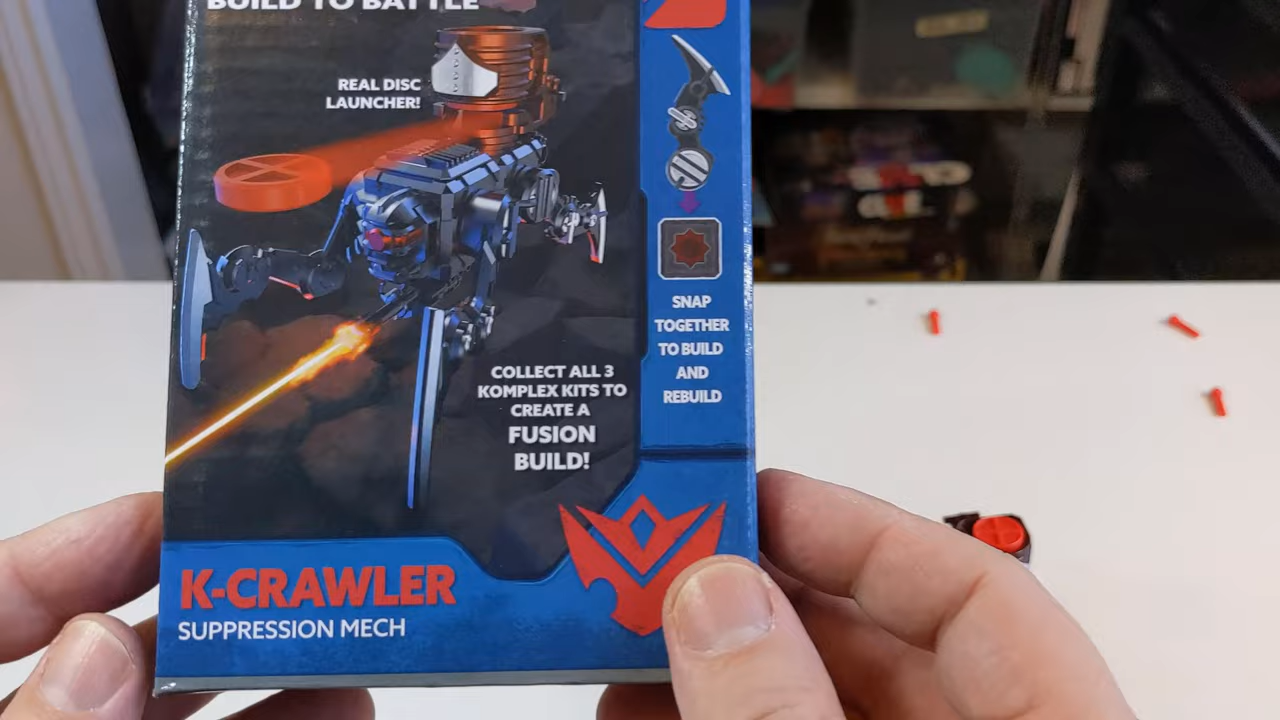 BUILD TO BATTLE
REAL DISC
LAUNCHER!
COLLECT ALL 3
KOMPLEX KITS TO
CREATE A
FUSION
BUILD!
SNAP
TOGETHER
TO BUILD
AND
REBUILD
K-CRAWLER
SUPPRESSION MECH